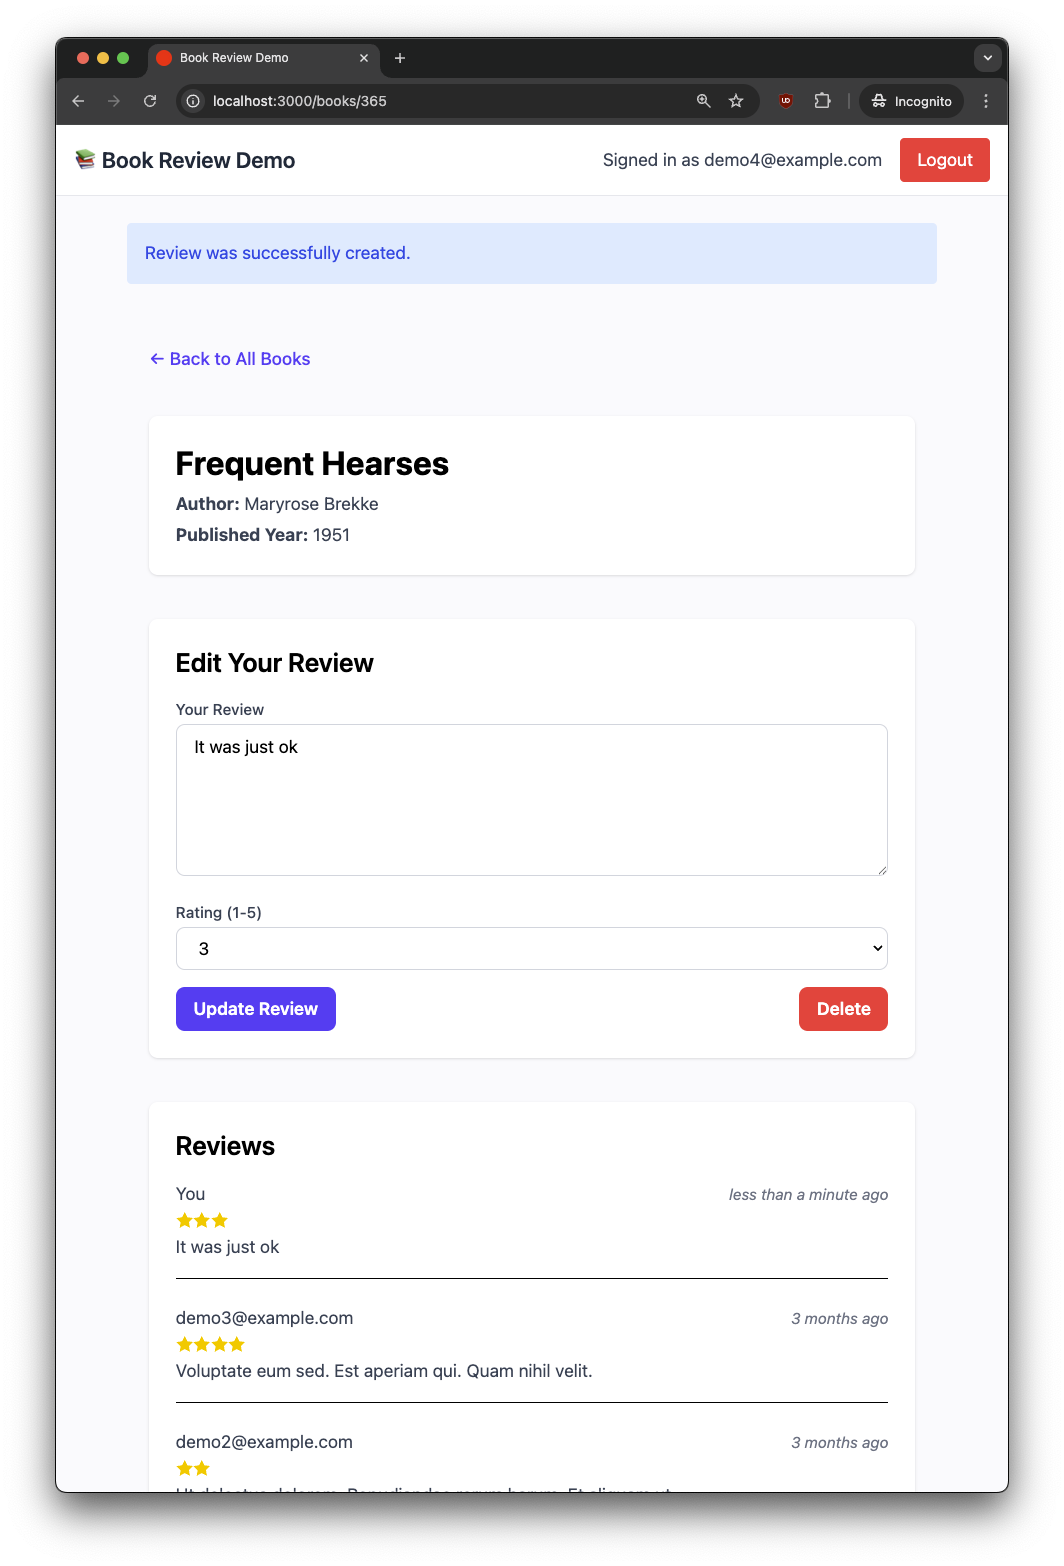 Book Review Demo
localhost:3000/books/365
Incognito
Book Review Demo
Signed in as demo4@example.com
Logout
Review was successfully created.
← Back to All Books
Frequent Hearses
Author: Maryrose Brekke
Published Year: 1951
Edit Your Review
Your Review
It was just ok
Rating (1-5)
3
Update Review
Delete
Reviews
You
less than a minute ago
It was just ok
demo3@example.com
3 months ago
Voluptate eum sed. Est aperiam qui. Quam nihil velit.
demo2@example.com
3 months ago